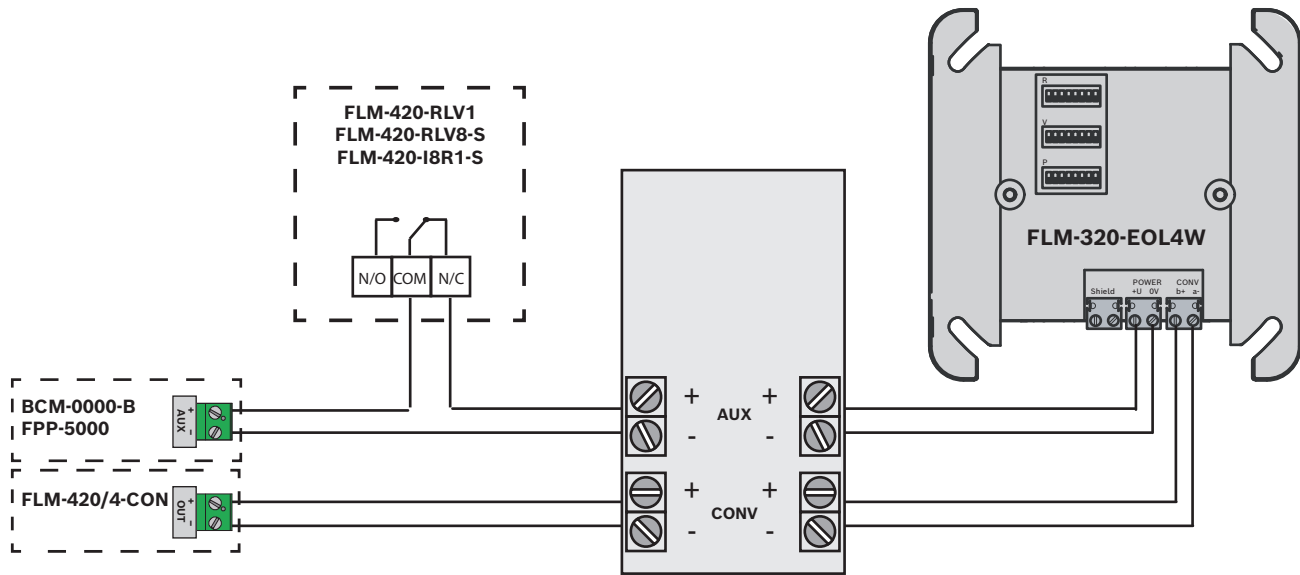 FLM-420-RLV1
FLM-420-RLV8-S
FLM-420-I8R1-S
N/O COM N/C
BCM-0000-B
FPP-5000
+ AUX -
FLM-420/4-CON
+ OUT -
+ AUX +
- -
+ CONV +
- -
R
V
P
FLM-320-EOL4W
Shield POWER CONV
+U 0V b+ a-